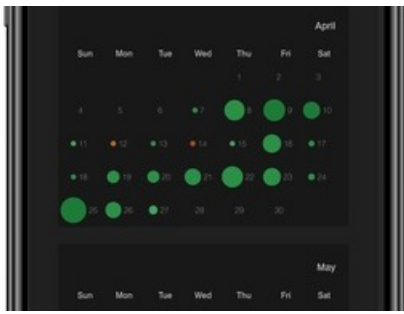 April
Sun Mon Tue Wed Thu Fri Sat
1 2 3
4 5 6 7 8 9 10
11 12 13 14 15 16 17
18 19 20 21 22 23 24
25 26 27 28 29 30
May
Sun Mon Tue Wed Thu Fri Sat